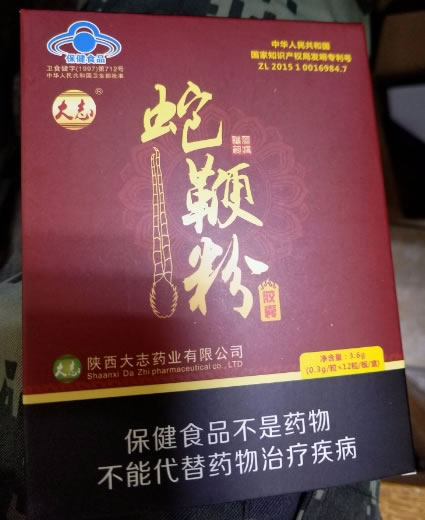 保健食品
卫食健字(1997)第712号
中华人民共和国卫生部批准
中华人民共和国
国家知识产权局发明专利号
ZL 2015 1 0016984.7
大志®
蛇鞭粉
胶囊
大志
陕西大志药业有限公司
Shaanxi Da Zhi pharmaceutical co., LTD
净含量：3.6g
(0.3g/粒×12粒/板/盒)
保健食品不是药物
不能代替药物治疗疾病